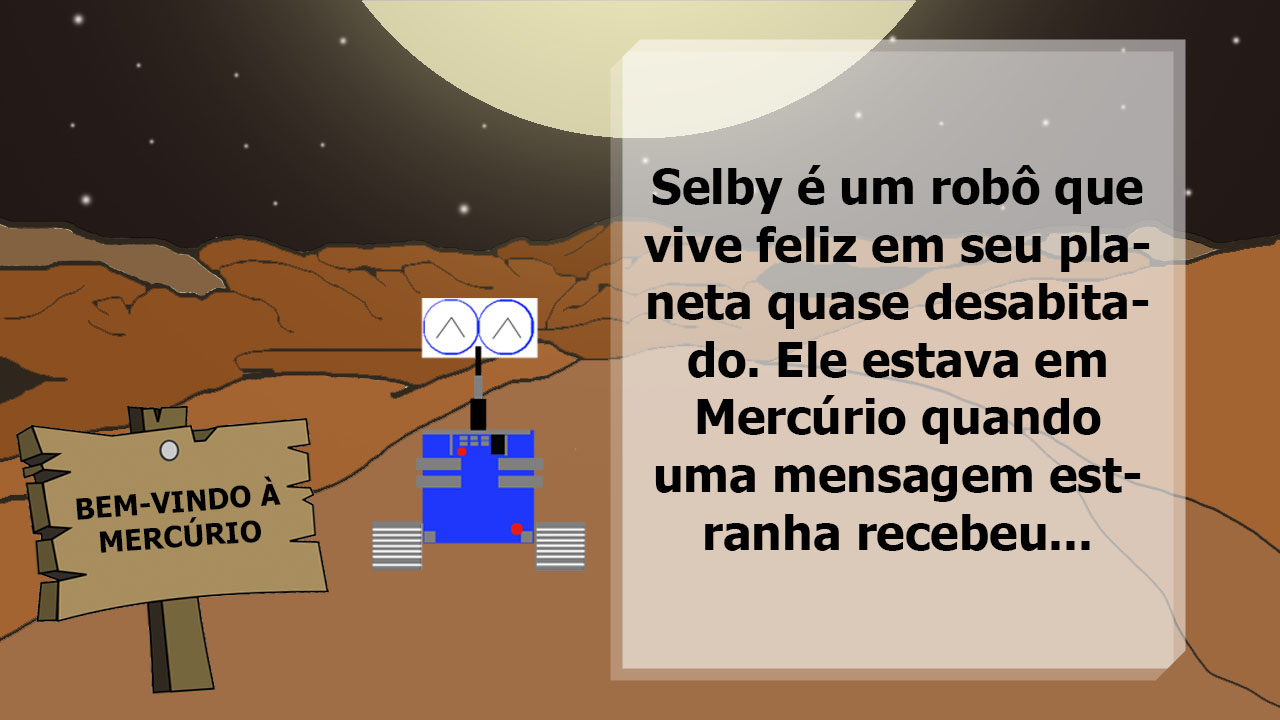 Selby é um robô que
vive feliz em seu pla-
neta quase desabita-
do. Ele estava em
Mercúrio quando
uma mensagem est-
ranha recebeu...
BEM-VINDO À
MERCÚRIO